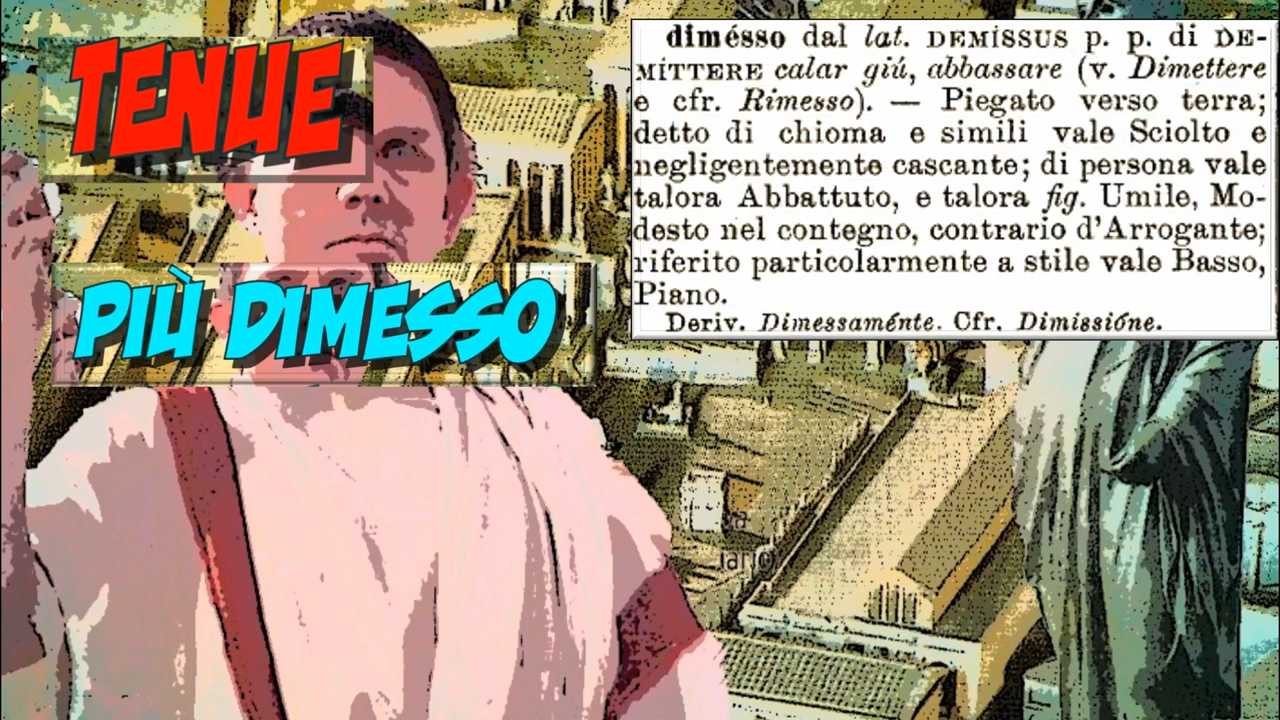 TENUE
PIÙ DIMESSO
dimésso dal lat. DEMÍSSUS p. p. di DE-
MÍTTERE calar giú, abbassare (v. Dimettere
e cfr. Rimesso). — Piegato verso terra;
detto di chioma e simili vale Sciolto e
negligentemente cascante; di persona vale
talora Abbattuto, e talora fig. Umile, Mo-
desto nel contegno, contrario d'Arrogante;
riferito particolarmente a stile vale Basso,
Piano.
Deriv. Dimessaménte. Cfr. Dimissióne.